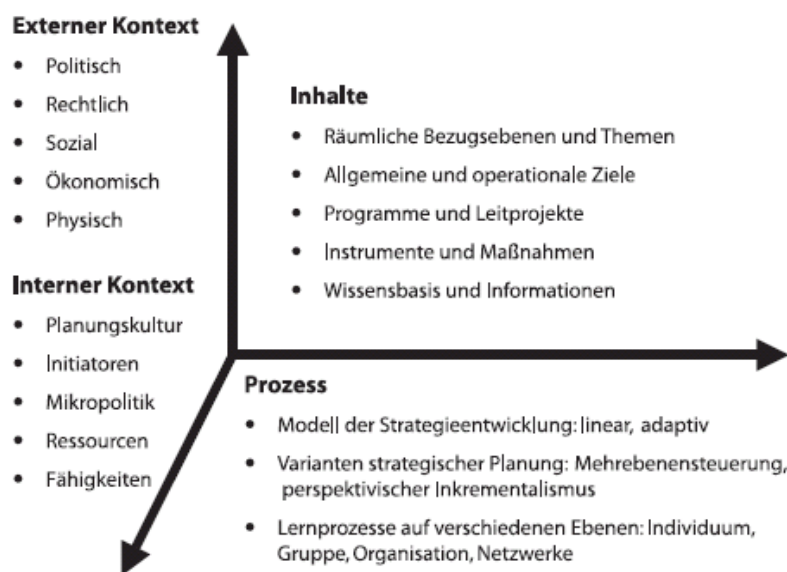 Externer Kontext
• Politisch
• Rechtlich
• Sozial
• Ökonomisch
• Physisch
Interner Kontext
• Planungskultur
• Initiatoren
• Mikropolitik
• Ressourcen
• Fähigkeiten
Inhalte
• Räumliche Bezugsebenen und Themen
• Allgemeine und operationale Ziele
• Programme und Leitprojekte
• Instrumente und Maßnahmen
• Wissensbasis und Informationen
Prozess
• Modell der Strategieentwicklung: linear, adaptiv
• Varianten strategischer Planung: Mehrebenensteuerung,
perspektivischer Inkrementalismus
• Lernprozesse auf verschiedenen Ebenen: Individuum,
Gruppe, Organisation, Netzwerke